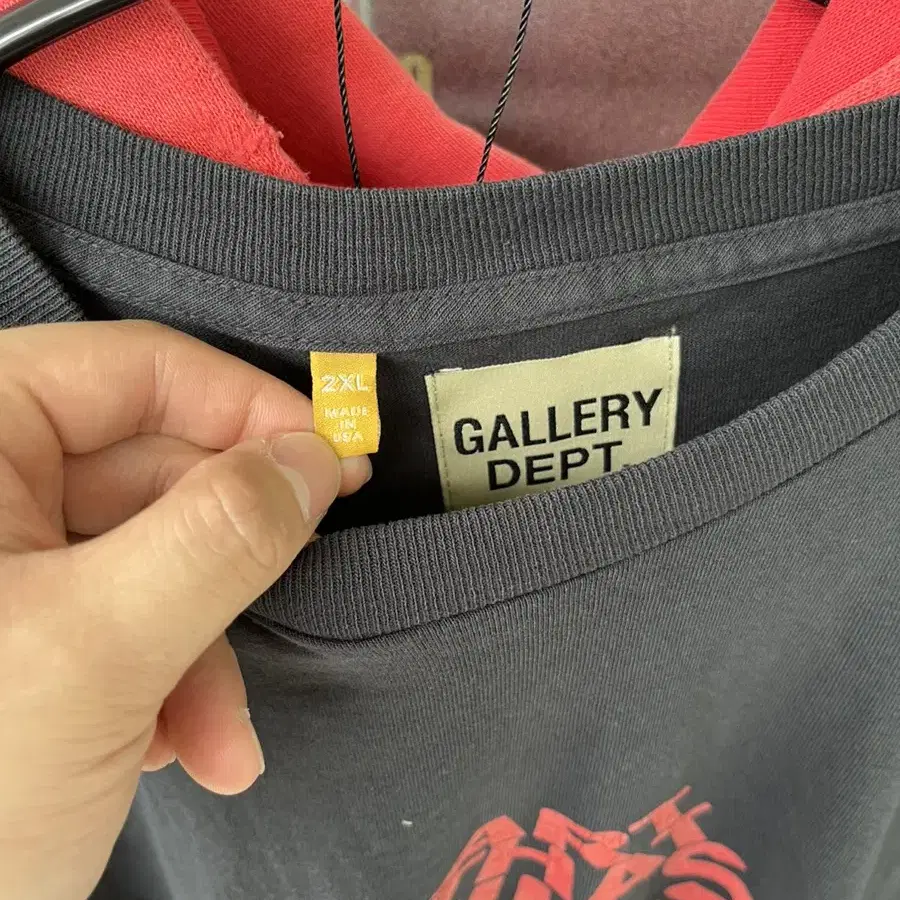 2XL
MADE
IN
USA
GALLERY
DEPT.